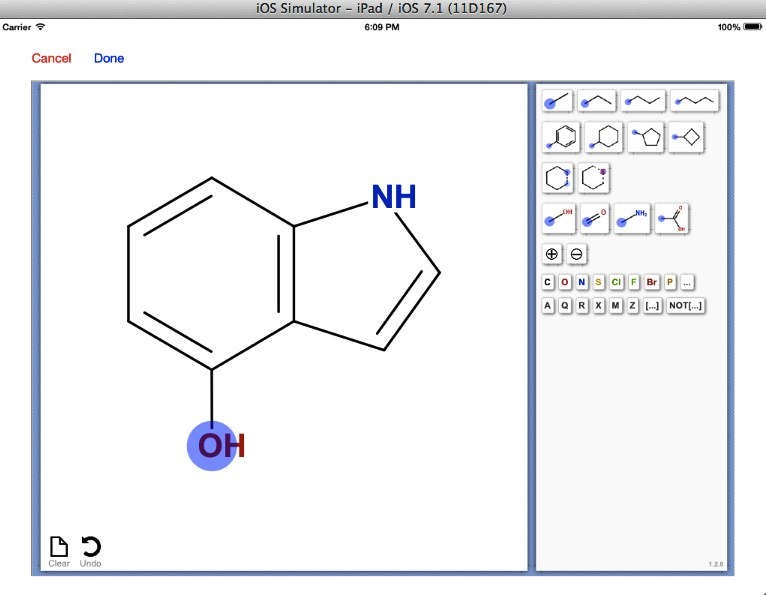 iOS Simulator – iPad / iOS 7.1 (11D167)
Carrier 6:09 PM 100%
Cancel Done
NH
OH
Clear Undo
OH O NH₂ O OH
C O N S Cl F Br P ...
A Q R X M Z [...] NOT[...]
1.2.8